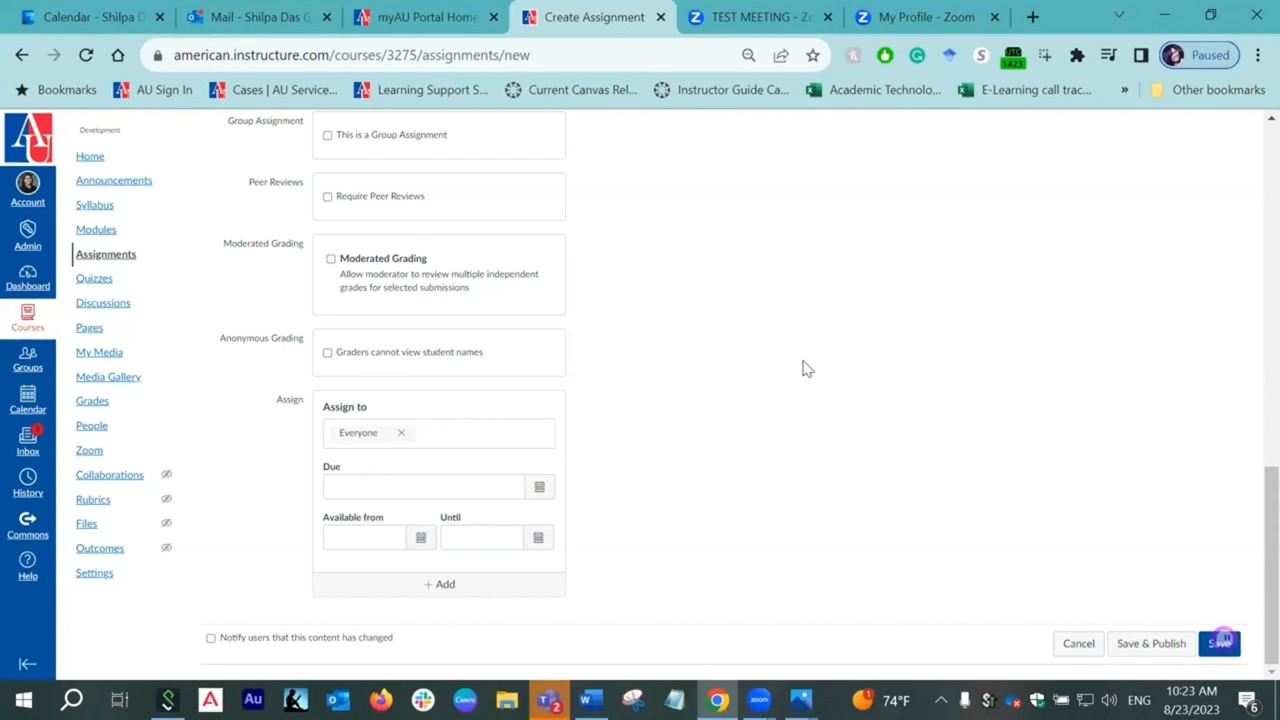 Calendar - Shilpa D
Mail - Shilpa Das G
myAU Portal Home
Create Assignment
TEST MEETING - Zo
My Profile - Zoom
american.instructure.com/courses/3275/assignments/new
UTC
1423
Paused
Bookmarks
AU Sign In
Cases | AU Service...
Learning Support S...
Current Canvas Rel...
Instructor Guide Ca...
Academic Technolo...
E-Learning call trac...
»
Other bookmarks
AU
Account
Admin
Dashboard
Courses
Groups
Calendar
Inbox
History
Commons
Help
Development
Home
Announcements
Syllabus
Modules
Assignments
Quizzes
Discussions
Pages
My Media
Media Gallery
Grades
People
Zoom
Collaborations
Rubrics
Files
Outcomes
Settings
Group Assignment
This is a Group Assignment
Peer Reviews
Require Peer Reviews
Moderated Grading
Moderated Grading
Allow moderator to review multiple independent
grades for selected submissions
Anonymous Grading
Graders cannot view student names
Assign
Assign to
Everyone
Due
Available from
Until
+ Add
Notify users that this content has changed
Cancel
Save & Publish
Save
74°F
ENG
10:23 AM
8/23/2023
6